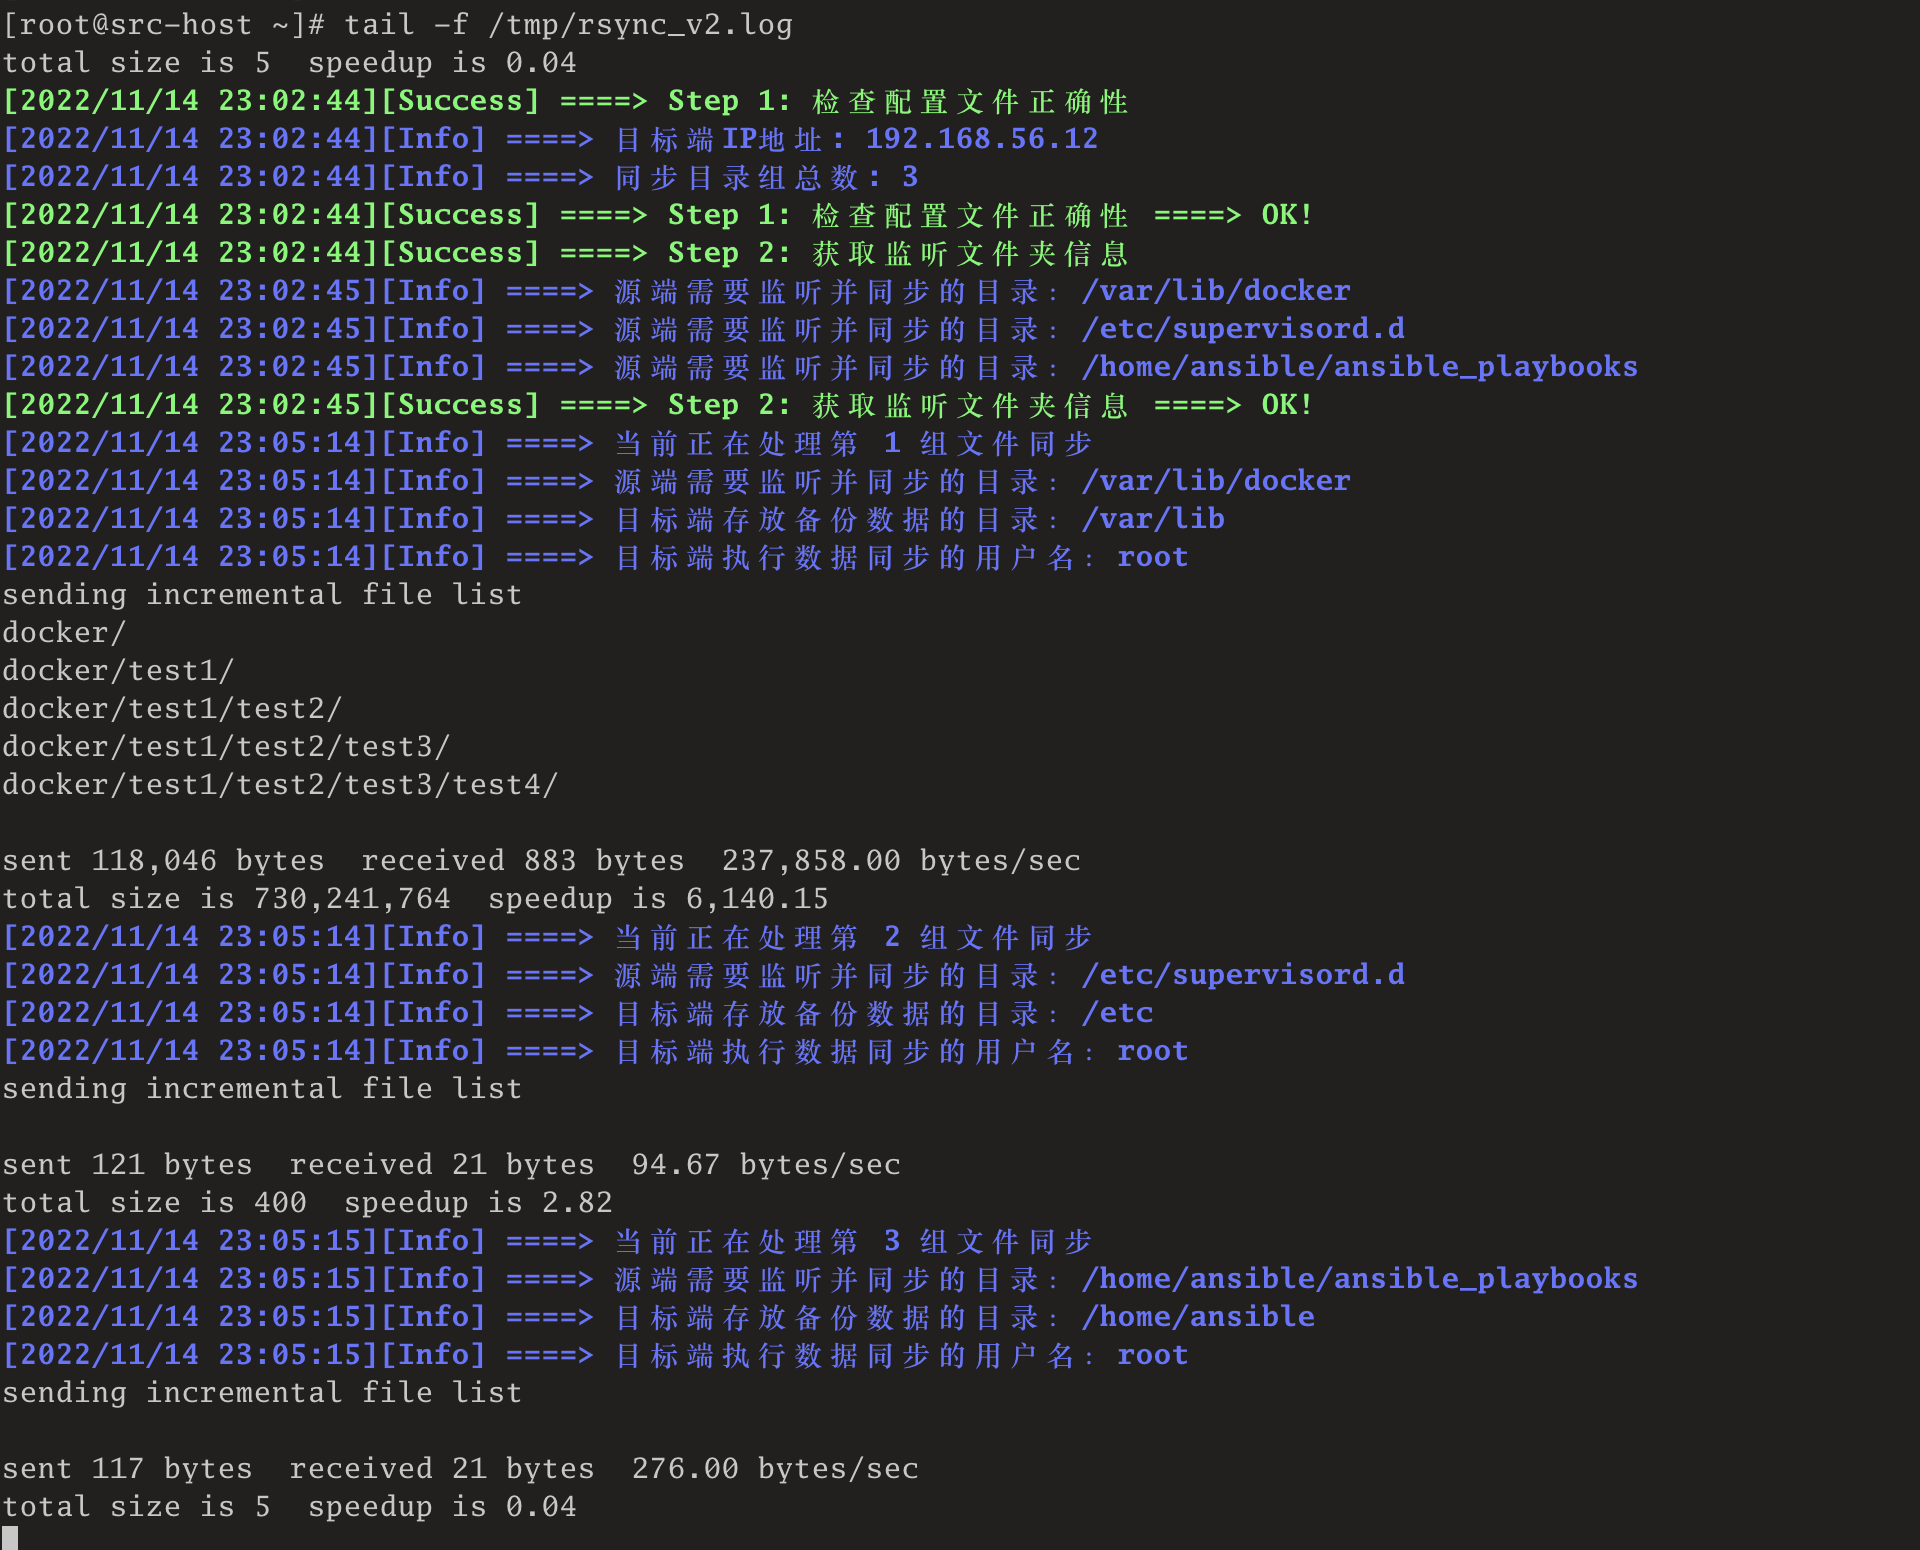 [root@src-host ~]# tail -f /tmp/rsync_v2.log
total size is 5  speedup is 0.04
[2022/11/14 23:02:44][Success] ====> Step 1: 检查配置文件正确性
[2022/11/14 23:02:44][Info] ====> 目标端IP地址: 192.168.56.12
[2022/11/14 23:02:44][Info] ====> 同步目录组总数: 3
[2022/11/14 23:02:44][Success] ====> Step 1: 检查配置文件正确性 ====> OK!
[2022/11/14 23:02:44][Success] ====> Step 2: 获取监听文件夹信息
[2022/11/14 23:02:45][Info] ====> 源端需要监听并同步的目录：/var/lib/docker
[2022/11/14 23:02:45][Info] ====> 源端需要监听并同步的目录：/etc/supervisord.d
[2022/11/14 23:02:45][Info] ====> 源端需要监听并同步的目录：/home/ansible/ansible_playbooks
[2022/11/14 23:02:45][Success] ====> Step 2: 获取监听文件夹信息 ====> OK!
[2022/11/14 23:05:14][Info] ====> 当前正在处理第 1 组文件同步
[2022/11/14 23:05:14][Info] ====> 源端需要监听并同步的目录：/var/lib/docker
[2022/11/14 23:05:14][Info] ====> 目标端存放备份数据的目录：/var/lib
[2022/11/14 23:05:14][Info] ====> 目标端执行数据同步的用户名：root
sending incremental file list
docker/
docker/test1/
docker/test1/test2/
docker/test1/test2/test3/
docker/test1/test2/test3/test4/
sent 118,046 bytes  received 883 bytes  237,858.00 bytes/sec
total size is 730,241,764  speedup is 6,140.15
[2022/11/14 23:05:14][Info] ====> 当前正在处理第 2 组文件同步
[2022/11/14 23:05:14][Info] ====> 源端需要监听并同步的目录：/etc/supervisord.d
[2022/11/14 23:05:14][Info] ====> 目标端存放备份数据的目录：/etc
[2022/11/14 23:05:14][Info] ====> 目标端执行数据同步的用户名：root
sending incremental file list
sent 121 bytes  received 21 bytes  94.67 bytes/sec
total size is 400  speedup is 2.82
[2022/11/14 23:05:15][Info] ====> 当前正在处理第 3 组文件同步
[2022/11/14 23:05:15][Info] ====> 源端需要监听并同步的目录：/home/ansible/ansible_playbooks
[2022/11/14 23:05:15][Info] ====> 目标端存放备份数据的目录：/home/ansible
[2022/11/14 23:05:15][Info] ====> 目标端执行数据同步的用户名：root
sending incremental file list
sent 117 bytes  received 21 bytes  276.00 bytes/sec
total size is 5  speedup is 0.04